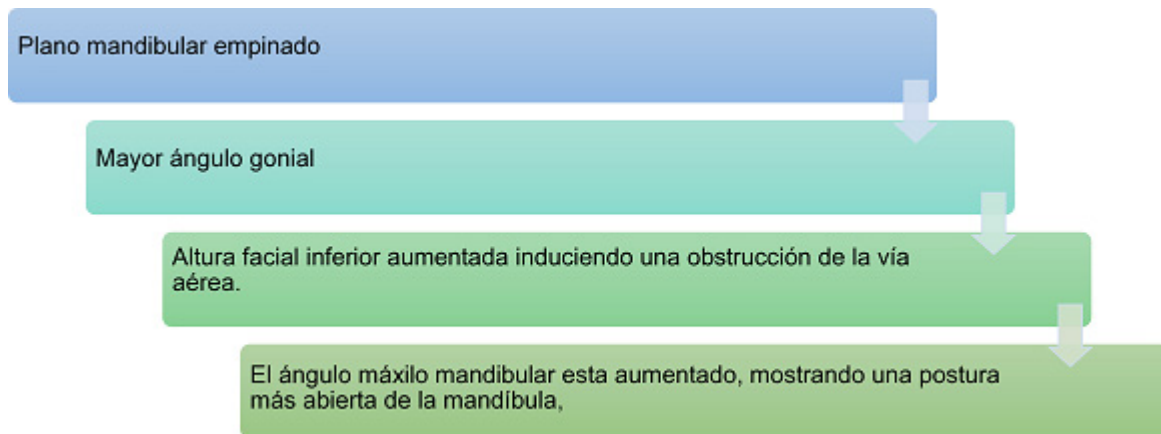 Plano mandibular empinado
Mayor ángulo gonial
Altura facial inferior aumentada induciendo una obstrucción de la vía
aérea.
El ángulo máxilo mandibular esta aumentado, mostrando una postura
más abierta de la mandíbula,